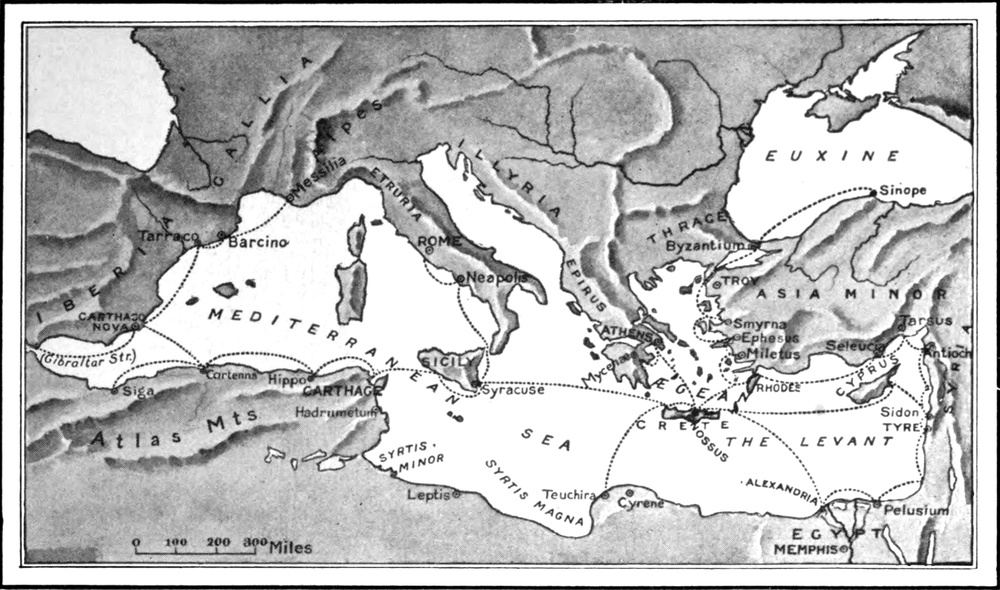 GALLIA
Alpes
ILLYRIA
EUXINE
Sinope
Messilia
ETRURIA
THRACE
Byzantium
Tarraco
Barcino
ROME
IBERIA
Neapolis
EPIRUS
TROY
ASIA MINOR
CARTHAGO
NOVA
MEDITERRANEAN
SEA
Smyrna
Ephesus
Miletus
Tarsus
ATHENS
Seleucia
Antioch
(Gibraltar Str.)
Siga
Cartenna
Hippo
CARTHAGE
SICILY
Syracuse
Mycenae
ÆGEA
RHODES
CYPRUS
SYRIA
Hadrumetum
Atlas Mts
CRETE
THE LEVANT
Sidon
TYRE
SYRTIS
MINOR
SYRTIS MAGNA
Leptis
Teuchira
Cyrene
ALEXANDRIA
Pelusium
EGYPT
MEMPHIS
0 100 200 300 Miles